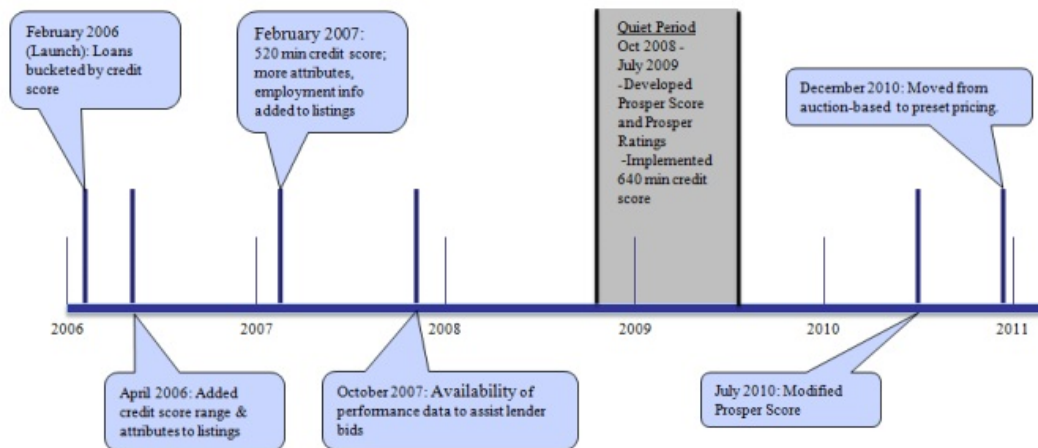 February 2006
(Launch): Loans
bucketed by credit
score
February 2007:
520 min credit score;
more attributes,
employment info
added to listings
Quiet Period
Oct 2008 -
July 2009
-Developed
Prosper Score
and Prosper
Ratings
-Implemented
640 min credit
score
December 2010: Moved from
auction-based to preset pricing.
2006
2007
2008
2009
2010
2011
April 2006: Added
credit score range &
attributes to listings
October 2007: Availability of
performance data to assist lender
bids
July 2010: Modified
Prosper Score